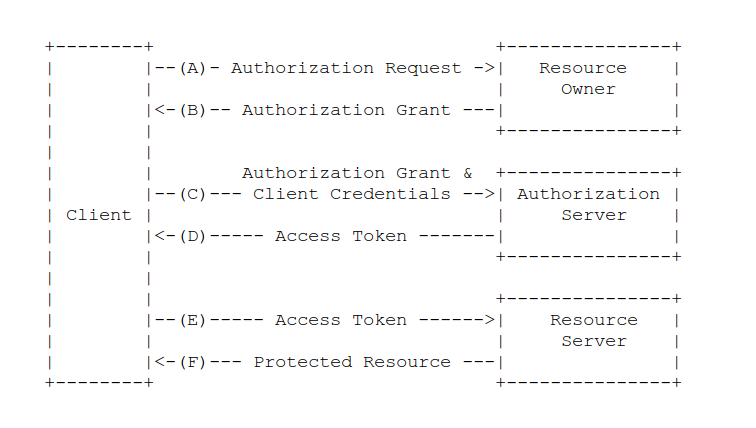 +--------+                               +---------------+
|        |--(A)- Authorization Request ->|   Resource    |
|        |                               |     Owner     |
|        |<-(B)-- Authorization Grant ---|               |
|        |                               +---------------+
|        |
|        |        Authorization Grant &  +---------------+
|        |--(C)--- Client Credentials -->| Authorization |
| Client |                               |     Server    |
|        |<-(D)----- Access Token -------|               |
|        |                               +---------------+
|        |
|        |                               +---------------+
|        |--(E)----- Access Token ------>|    Resource   |
|        |                               |     Server    |
|        |<-(F)--- Protected Resource ---|               |
+--------+                               +---------------+